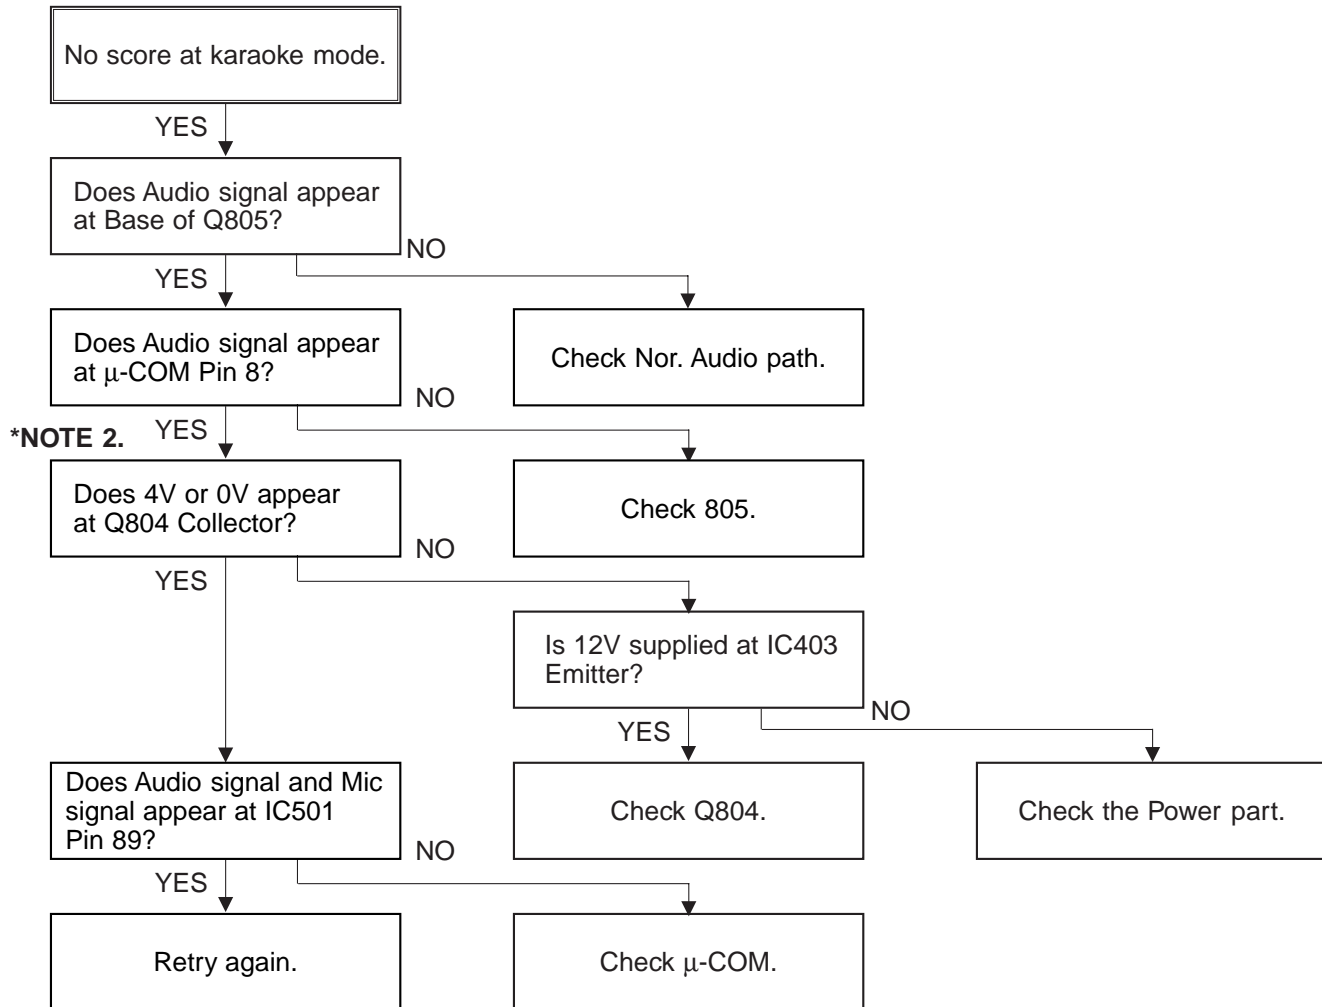 No score at karaoke mode.
YES
Does Audio signal appear
at Base of Q805?
NO
YES
Does Audio signal appear
at μ-COM Pin 8?
Check Nor. Audio path.
NO
*NOTE 2.
YES
Does 4V or 0V appear
at Q804 Collector?
Check 805.
NO
YES
Is 12V supplied at IC403
Emitter?
NO
YES
Does Audio signal and Mic
signal appear at IC501
Pin 89?
Check Q804.
Check the Power part.
NO
YES
Retry again.
Check μ-COM.